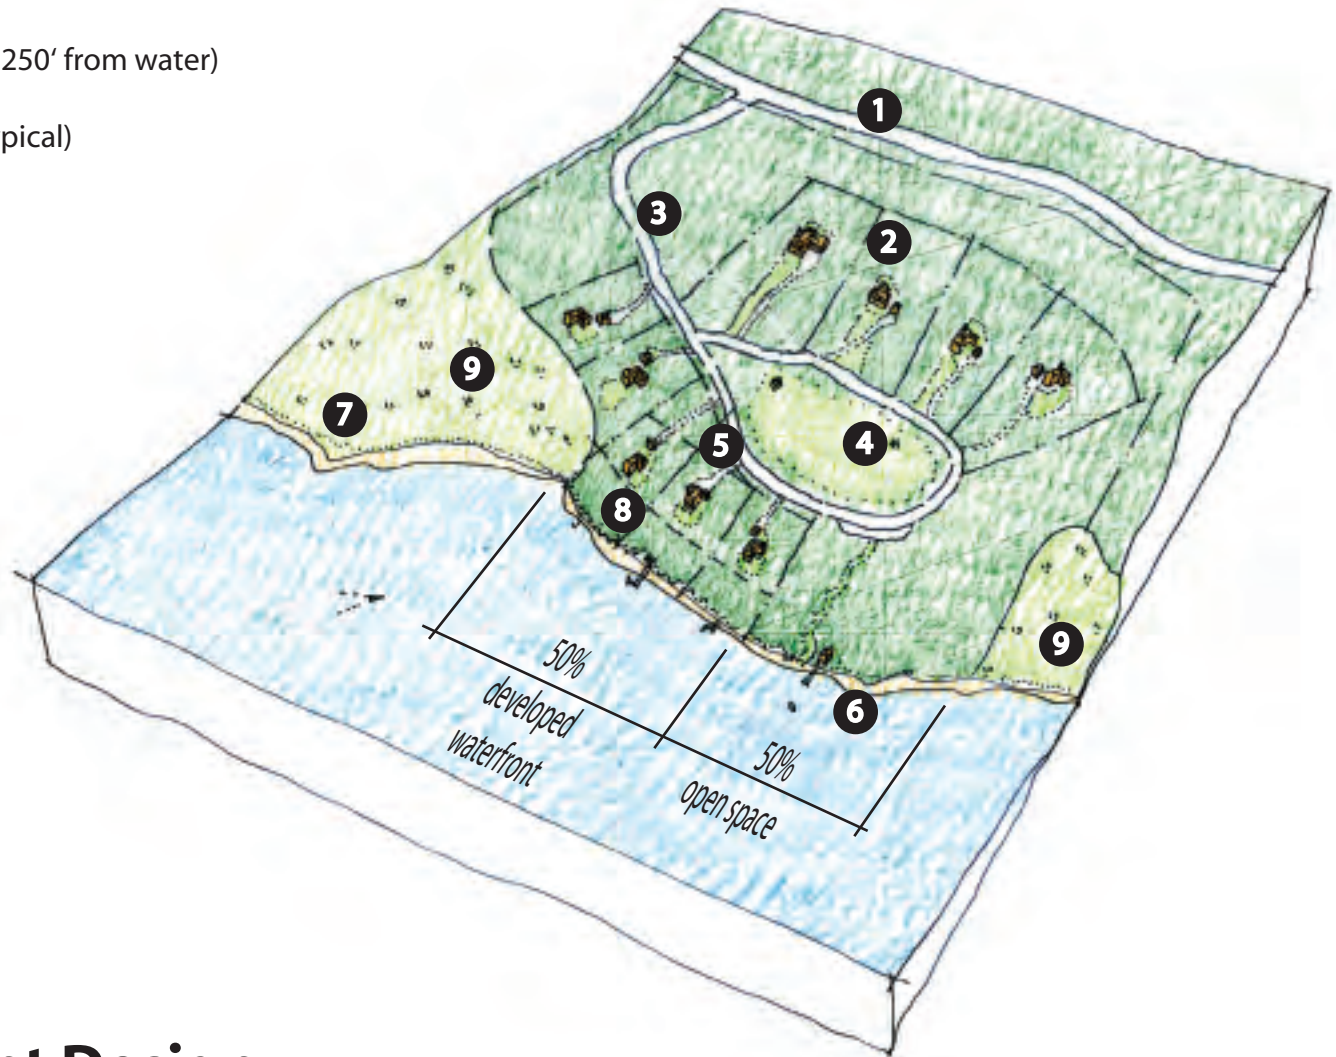 250‘ from water)
pical)
1
3
2
9
7
5
4
8
9
6
50%
developed
waterfront
50%
open space